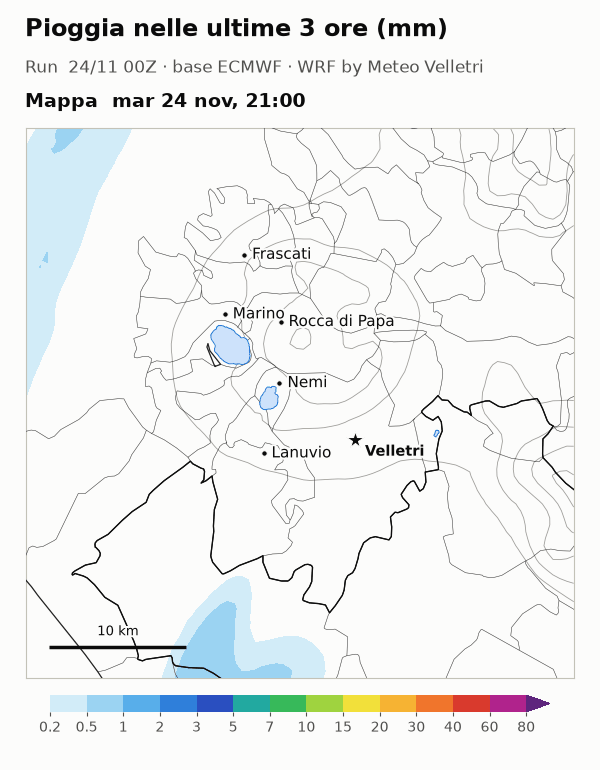 Pioggia nelle ultime 3 ore (mm)
Run  24/11 00Z · base ECMWF · WRF by Meteo Velletri
Mappa  mar 24 nov, 21:00
Frascati
Marino
Rocca di Papa
Nemi
Velletri
Lanuvio
10 km
0.2 0.5 1 2 3 5 7 10 15 20 30 40 60 80